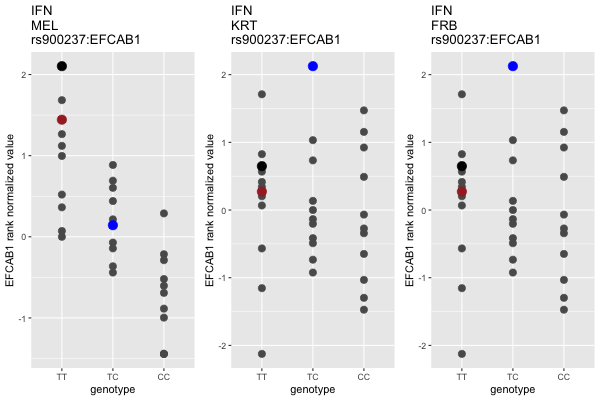 IFN
MEL
rs900237:EFCAB1
EFCAB1 rank normalized value
2
1
0
-1
TT
TC
CC
genotype
IFN
KRT
rs900237:EFCAB1
EFCAB1 rank normalized value
2
1
0
-1
-2
TT
TC
CC
genotype
IFN
FRB
rs900237:EFCAB1
EFCAB1 rank normalized value
2
1
0
-1
-2
TT
TC
CC
genotype